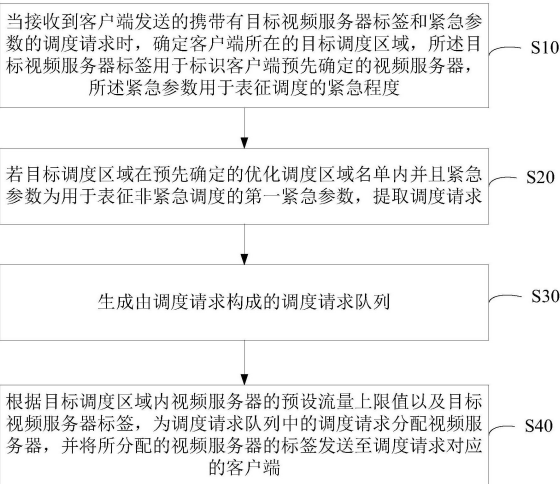 当接收到客户端发送的携带有目标视频服务器标签和紧急参
数的调度请求时，确定客户端所在的目标调度区域，所述目
标视频服务器标签用于标识客户端预先确定的视频服务器，
所述紧急参数用于表征调度的紧急程度
S10
若目标调度区域在预先确定的优化调度区域名单内并且紧急
参数为用于表征非紧急调度的第一紧急参数，提取调度请求
S20
生成由调度请求构成的调度请求队列
S30
根据目标调度区域内视频服务器的预设流量上限值以及目标
视频服务器标签，为调度请求队列中的调度请求分配视频服
务器，并将所分配的视频服务器的标签发送至调度请求对应
的客户端
S40